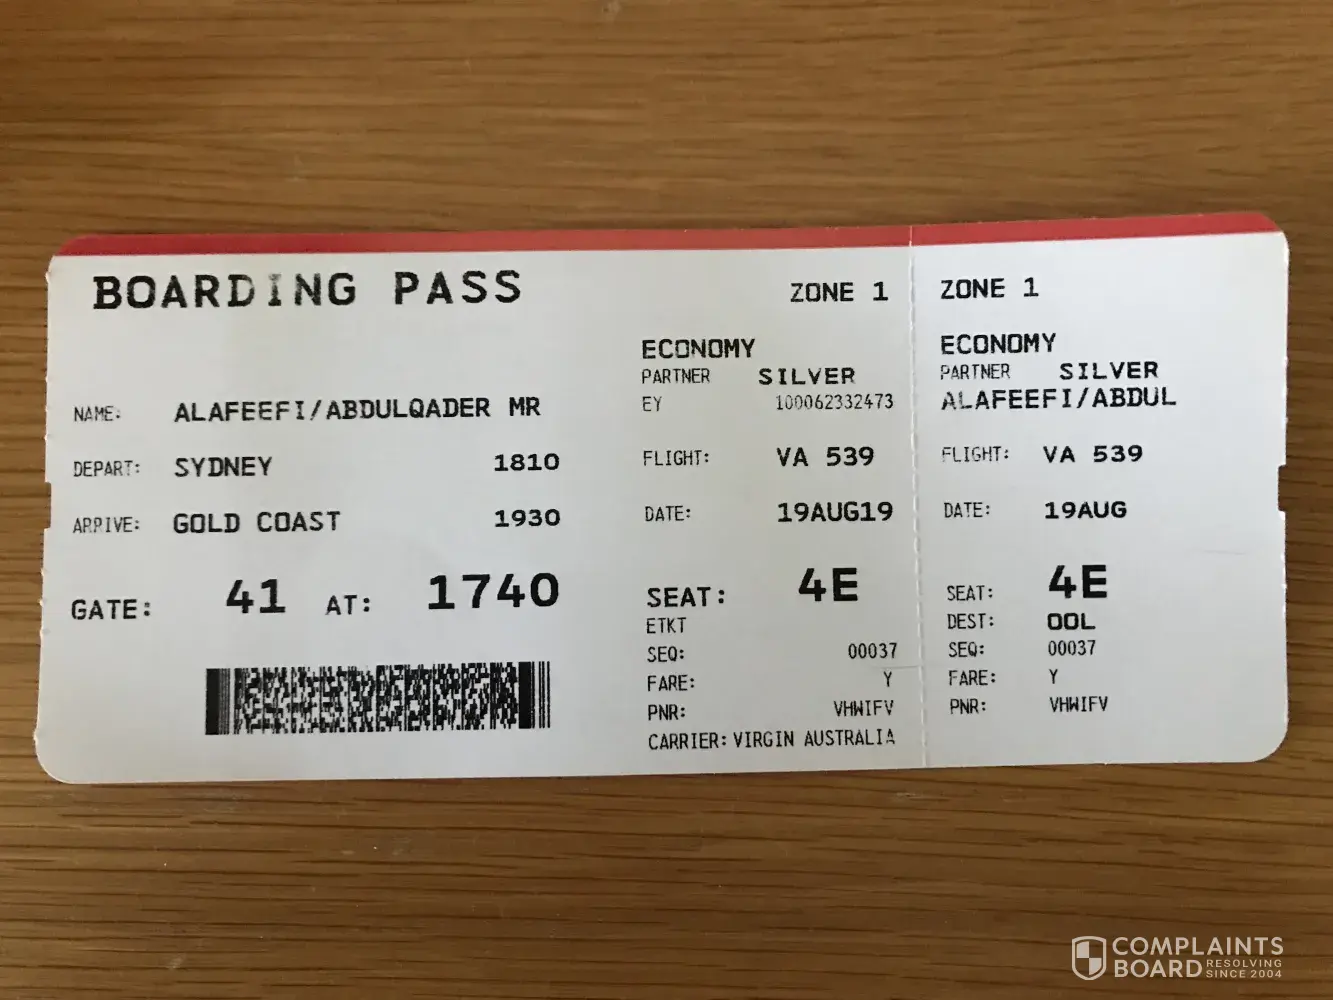 BOARDING PASS
ZONE 1
ECONOMY
PARTNER SILVER
EY 100062332473
NAME: ALAFEEFI/ABDULQADER MR
FLIGHT: VA 539
DEPART: SYDNEY 1810
DATE: 19AUG19
ARRIVE: GOLD COAST 1930
GATE: 41 AT: 1740
SEAT: 4E
ETKT
SEQ: 00037
FARE: Y
PNR: VHWIFV
CARRIER: VIRGIN AUSTRALIA
ZONE 1
ECONOMY
PARTNER SILVER
ALAFEEFI/ABDUL
FLIGHT: VA 539
DATE: 19AUG
SEAT: 4E
DEST: OOL
SEQ: 00037
FARE: Y
PNR: VHWIFV
COMPLAINTS
BOARD RESOLVING
SINCE 2004